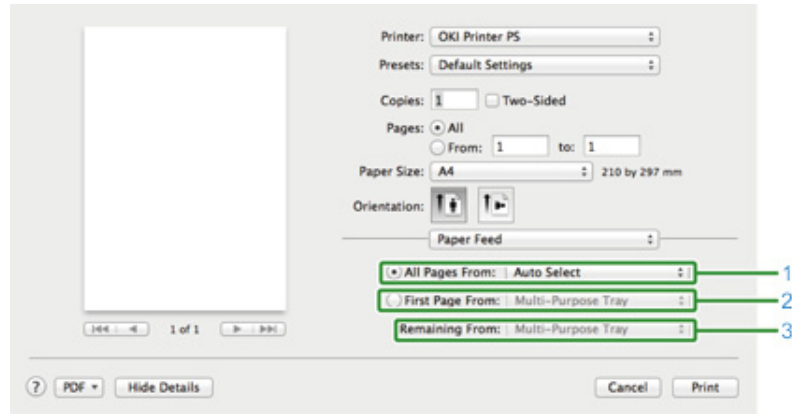 Printer: OKI Printer PS
Presets: Default Settings
Copies: 1 Two-Sided
Pages: All
From: 1 to: 1
Paper Size: A4 210 by 297 mm
Orientation:
Paper Feed
All Pages From: Auto Select 1
First Page From: Multi-Purpose Tray 2
Remaining From: Multi-Purpose Tray 3
1 of 1
? PDF Hide Details Cancel Print